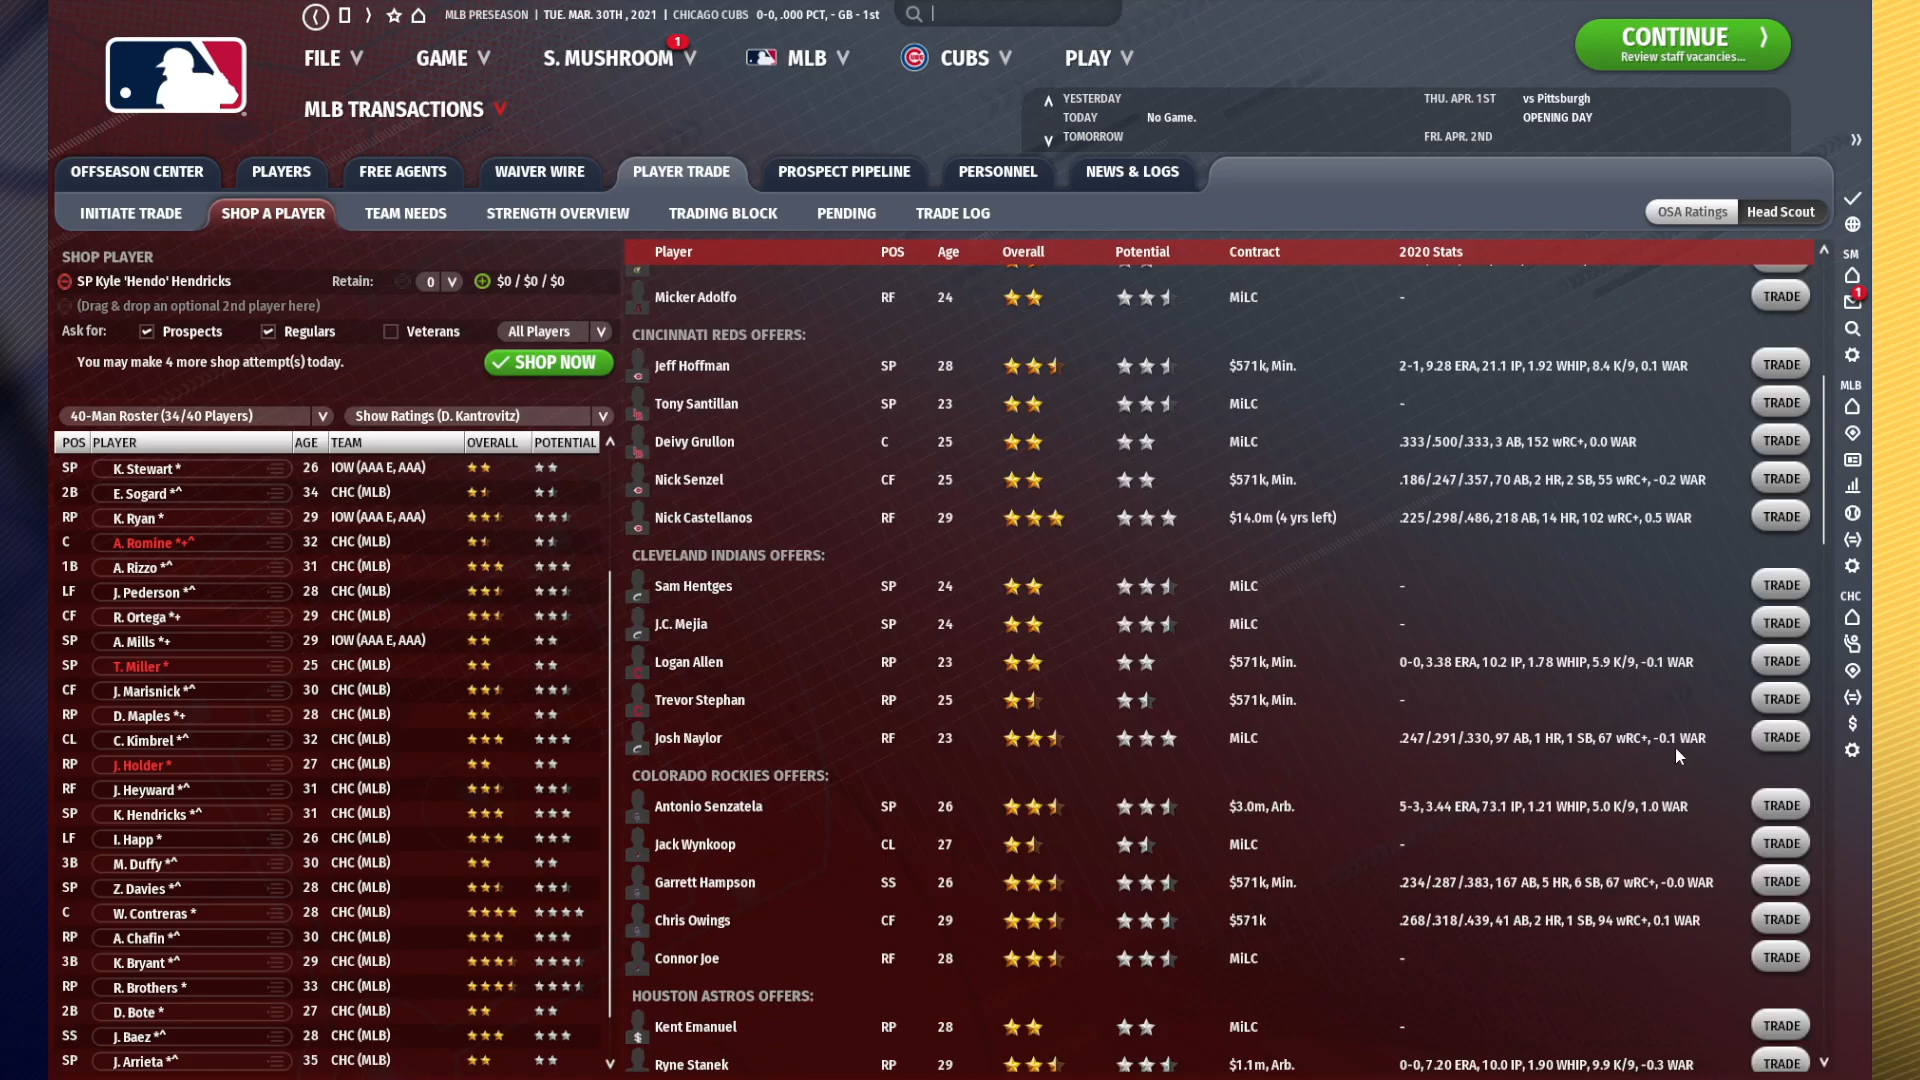 MLB PRESEASON | TUE. MAR. 30TH , 2021 | CHICAGO CUBS 0-0, .000 PCT, - GB - 1st
FILE GAME S. MUSHROOM 1 MLB CUBS PLAY
CONTINUE
Review staff vacancies...
MLB TRANSACTIONS
YESTERDAY
TODAY No Game.
TOMORROW
THU. APR. 1ST vs Pittsburgh
OPENING DAY
FRI. APR. 2ND
OFFSEASON CENTER PLAYERS FREE AGENTS WAIVER WIRE PLAYER TRADE PROSPECT PIPELINE PERSONNEL NEWS & LOGS
INITIATE TRADE SHOP A PLAYER TEAM NEEDS STRENGTH OVERVIEW TRADING BLOCK PENDING TRADE LOG
OSA Ratings Head Scout
SHOP PLAYER
SP Kyle 'Hendo' Hendricks Retain: 0 $0 / $0 / $0
(Drag & drop an optional 2nd player here)
Ask for: Prospects Regulars Veterans All Players
You may make 4 more shop attempt(s) today. SHOP NOW
40-Man Roster (34/40 Players) Show Ratings (D. Kantrovitz)
POS PLAYER AGE TEAM OVERALL POTENTIAL
SP K. Stewart * 26 IOW (AAA E, AAA)
2B E. Sogard *^ 34 CHC (MLB)
RP K. Ryan * 29 IOW (AAA E, AAA)
C A. Romine *+^ 32 CHC (MLB)
1B A. Rizzo *^ 31 CHC (MLB)
LF J. Pederson *^ 28 CHC (MLB)
CF R. Ortega *+ 29 CHC (MLB)
SP A. Mills *+ 29 IOW (AAA E, AAA)
SP T. Miller * 25 CHC (MLB)
CF J. Marisnick *^ 30 CHC (MLB)
RP D. Maples *+ 28 CHC (MLB)
CL C. Kimbrel *^ 32 CHC (MLB)
RP J. Holder * 27 CHC (MLB)
RF J. Heyward *^ 31 CHC (MLB)
SP K. Hendricks *^ 31 CHC (MLB)
LF I. Happ * 26 CHC (MLB)
3B M. Duffy *^ 30 CHC (MLB)
SP Z. Davies *^ 28 CHC (MLB)
C W. Contreras * 28 CHC (MLB)
RP A. Chafin *^ 30 CHC (MLB)
3B K. Bryant *^ 29 CHC (MLB)
RP R. Brothers * 33 CHC (MLB)
2B D. Bote * 27 CHC (MLB)
SS J. Baez *^ 28 CHC (MLB)
SP J. Arrieta *^ 35 CHC (MLB)
Player POS Age Overall Potential Contract 2020 Stats
Micker Adolfo RF 24 MiLC - TRADE
CINCINNATI REDS OFFERS:
Jeff Hoffman SP 28 $571k, Min. 2-1, 9.28 ERA, 21.1 IP, 1.92 WHIP, 8.4 K/9, 0.1 WAR TRADE
Tony Santillan SP 23 MiLC - TRADE
Deivy Grullon C 25 MiLC .333/.500/.333, 3 AB, 152 wRC+, 0.0 WAR TRADE
Nick Senzel CF 25 $571k, Min. .186/.247/.357, 70 AB, 2 HR, 2 SB, 55 wRC+, -0.2 WAR TRADE
Nick Castellanos RF 29 $14.0m (4 yrs left) .225/.298/.486, 218 AB, 14 HR, 102 wRC+, 0.5 WAR TRADE
CLEVELAND INDIANS OFFERS:
Sam Hentges SP 24 MiLC - TRADE
J.C. Mejia SP 24 MiLC - TRADE
Logan Allen RP 23 $571k, Min. 0-0, 3.38 ERA, 10.2 IP, 1.78 WHIP, 5.9 K/9, -0.1 WAR TRADE
Trevor Stephan RP 25 $571k, Min. - TRADE
Josh Naylor RF 23 MiLC .247/.291/.330, 97 AB, 1 HR, 1 SB, 67 wRC+, -0.1 WAR TRADE
COLORADO ROCKIES OFFERS:
Antonio Senzatela SP 26 $3.0m, Arb. 5-3, 3.44 ERA, 73.1 IP, 1.21 WHIP, 5.0 K/9, 1.0 WAR TRADE
Jack Wynkoop CL 27 MiLC - TRADE
Garrett Hampson SS 26 $571k, Min. .234/.287/.383, 167 AB, 5 HR, 6 SB, 67 wRC+, -0.0 WAR TRADE
Chris Owings CF 29 $571k .268/.318/.439, 41 AB, 2 HR, 1 SB, 94 wRC+, 0.1 WAR TRADE
Connor Joe RF 28 MiLC - TRADE
HOUSTON ASTROS OFFERS:
Kent Emanuel RP 28 MiLC - TRADE
Ryne Stanek RP 29 $1.1m, Arb. 0-0, 7.20 ERA, 10.0 IP, 1.90 WHIP, 9.9 K/9, -0.3 WAR TRADE
SM
1
MLB
CHC